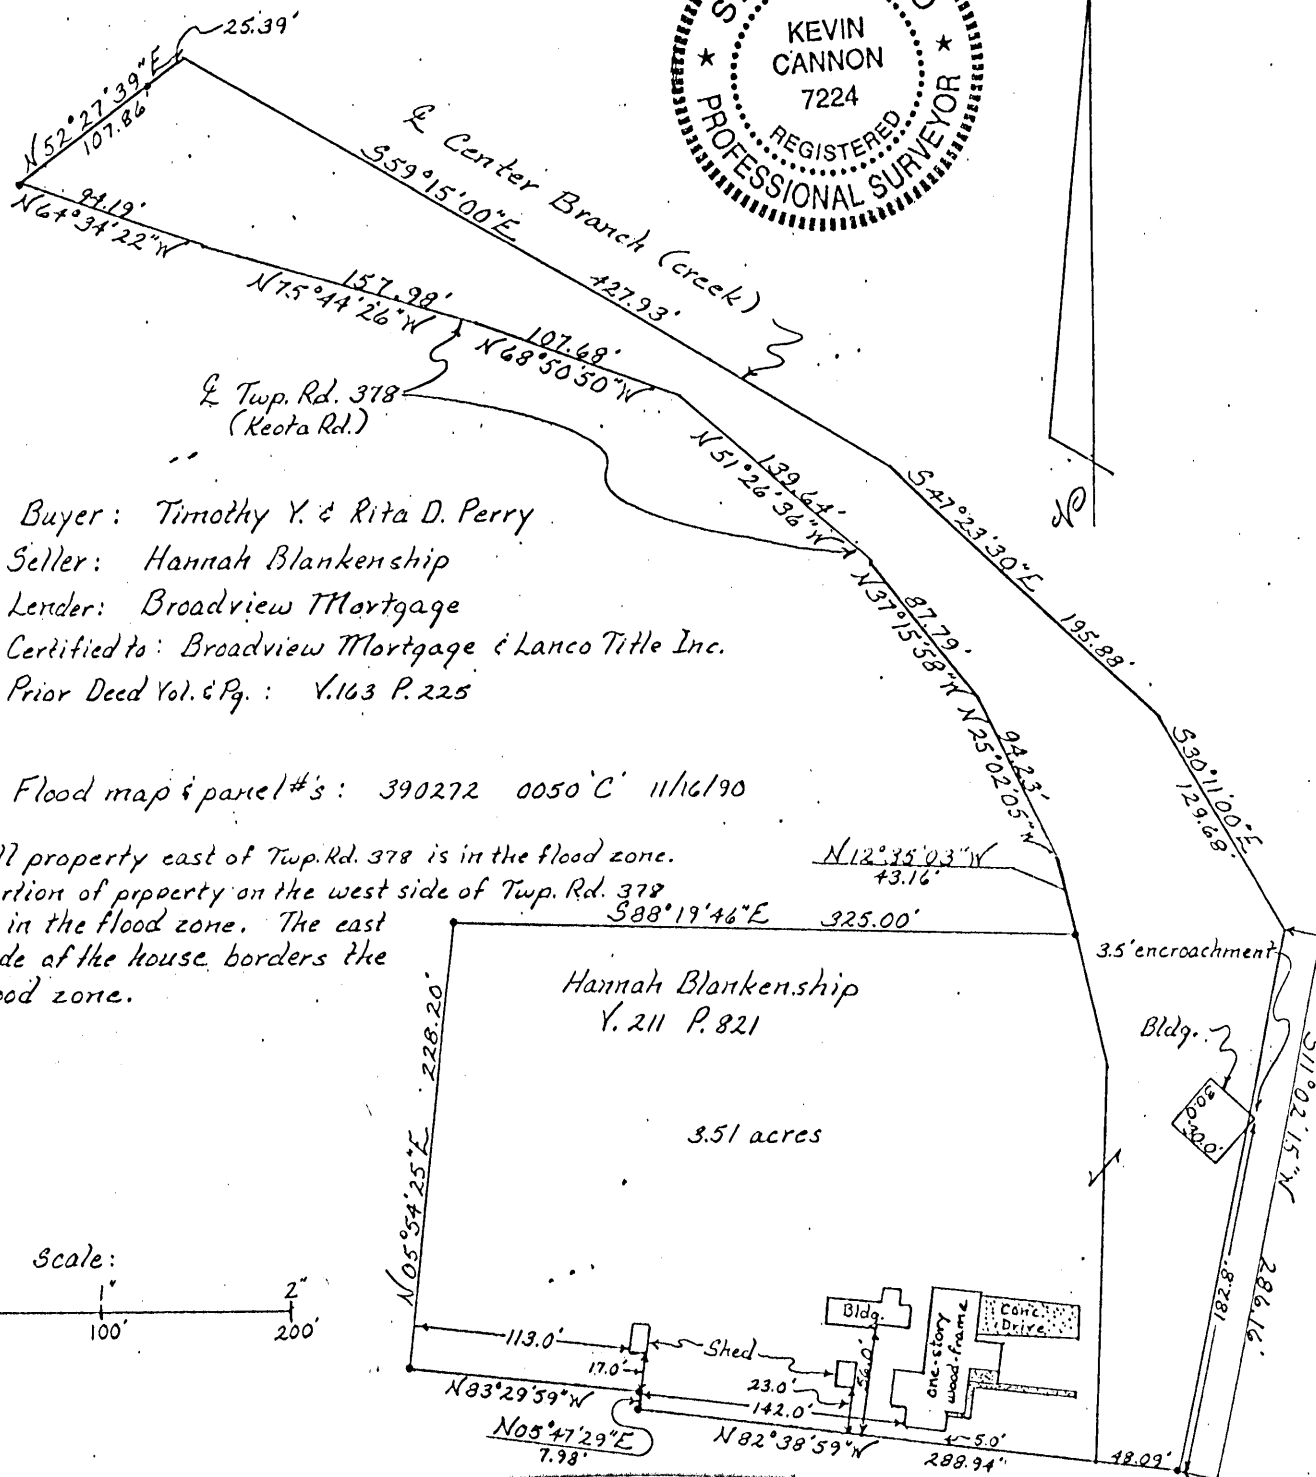 25.39'
N52°27'39"E
107.86'
94.19'
N64°34'22"W
℄ Center Branch (creek)
S59°15'00"E
427.93'
157.98'
N75°44'26"W
107.68'
N68°50'50"W
℄ Twp. Rd. 378
(Keota Rd.)
KEVIN
CANNON
7224
REGISTERED
★ PROFESSIONAL SURVEYOR ★
139.64'
N51°26'36"W
S47°23'30"E
195.88'
Buyer: Timothy Y. & Rita D. Perry
Seller: Hannah Blankenship
Lender: Broadview Mortgage
Certified to: Broadview Mortgage & Lanco Title Inc.
Prior Deed Vol. & Pg.: V.163 P. 225
87.79'
N37°15'58"W
94.23'
N25°02'05"W
S30°11'00"E
129.68'
Flood map & panel #'s: 390272 0050 'C' 11/16/90
property east of Twp. Rd. 378 is in the flood zone.
of property on the west side of Twp. Rd. 378
in the flood zone. The east
of the house borders the
zone.
N12°35'03"W
43.16'
S88°19'46"E 325.00'
3.5' encroachment
Hannah Blankenship
V. 211 P. 821
Bldg.
30.0'
30.0'
3.51 acres
N05°54'25"E 228.20'
S11°02'15"W 286.16'
182.8'
Scale:
1" 2"
100' 200'
Bldg.
one-story
wood-frame
Conc.
Drive
113.0'
Shed
17.0'
23.0'
56.0'
142.0'
N83°29'59"W
N05°47'29"E
7.98'
N82°38'59"W
5.0'
288.94'
48.09'